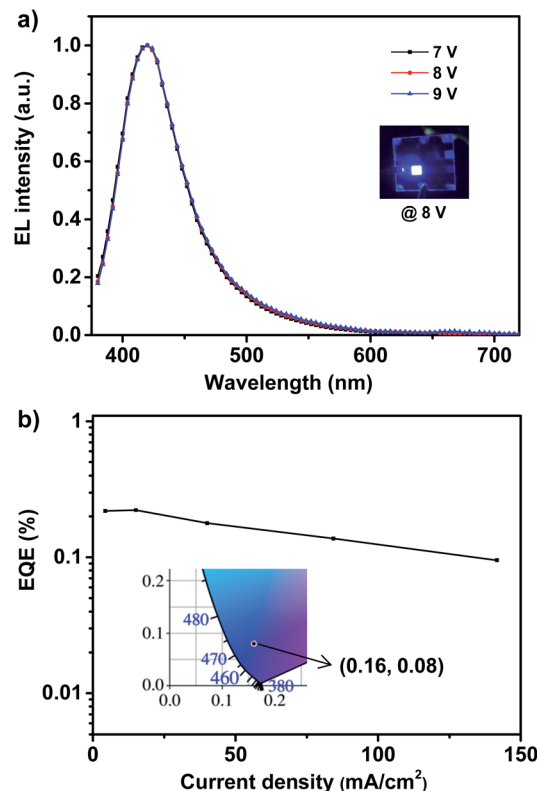 a)
1.0
0.8
0.6
0.4
0.2
0.0
EL intensity (a.u.)
7 V
8 V
9 V
@ 8 V
400
500
600
700
Wavelength (nm)
b)
1
0.1
0.01
EQE (%)
0.2
0.1
0.0
480
470
460
380
0.0
0.1
0.2
(0.16, 0.08)
0
50
100
150
Current density (mA/cm²)